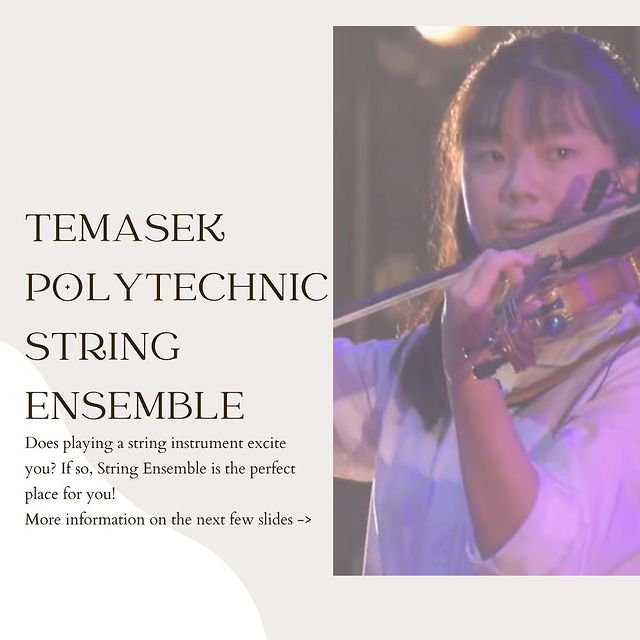 TEMASEK
POLYTECHNIC
STRING
ENSEMBLE
Does playing a string instrument excite
you? If so, String Ensemble is the perfect
place for you!
More information on the next few slides ->